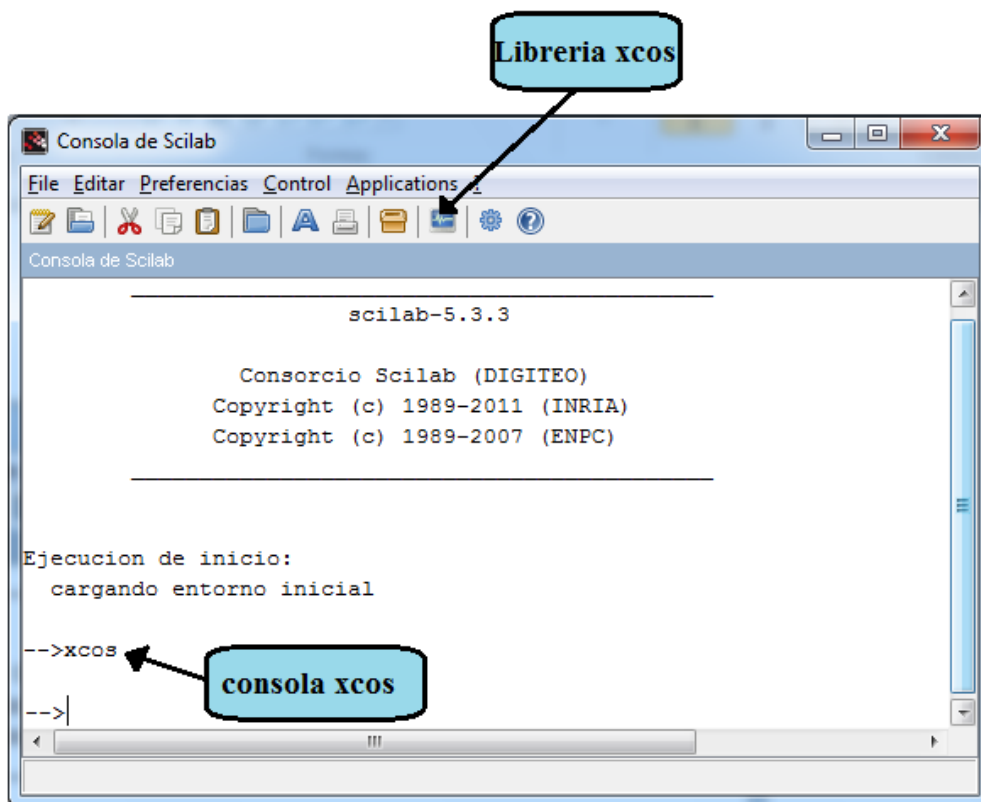 Libreria xcos
Consola de Scilab
File Editar Preferencias Control Applications ?
Consola de Scilab
scilab-5.3.3
Consorcio Scilab (DIGITEO)
Copyright (c) 1989-2011 (INRIA)
Copyright (c) 1989-2007 (ENPC)
Ejecucion de inicio:
cargando entorno inicial
-->xcos
consola xcos
-->